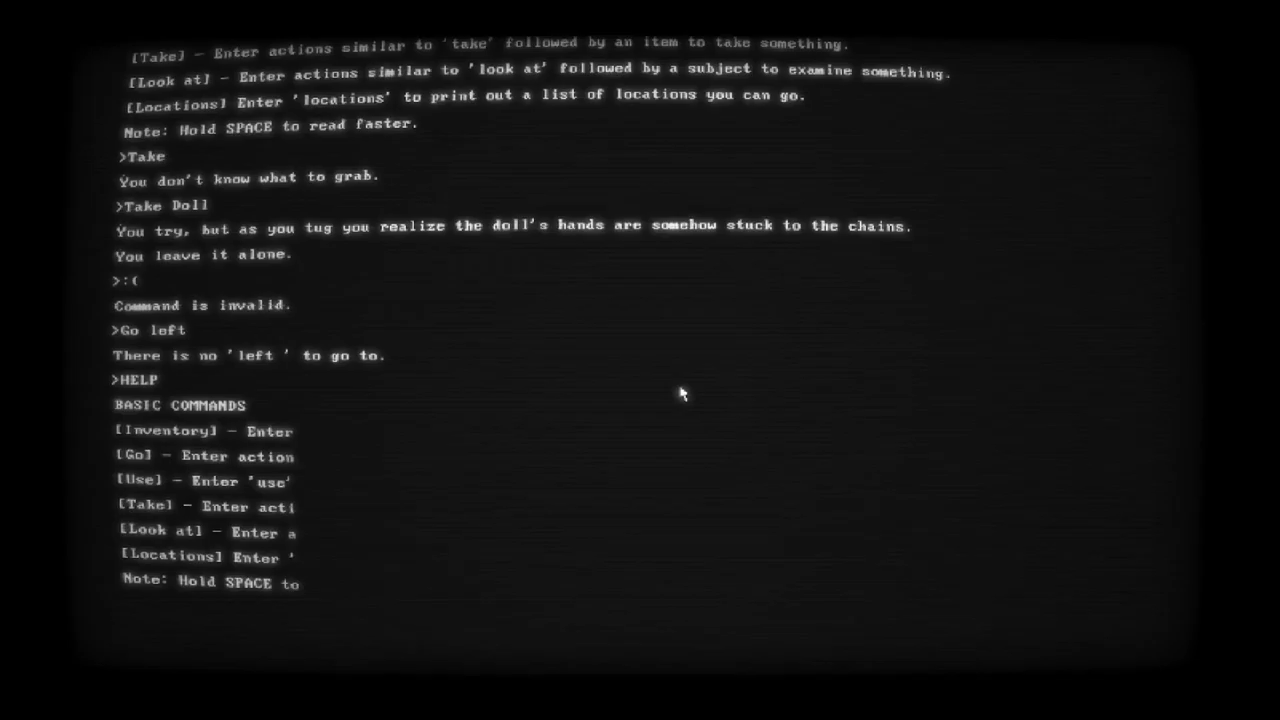 [Take] - Enter actions similar to 'take' followed by an item to take something.
[Look at] - Enter actions similar to 'look at' followed by a subject to examine something.
[Locations] Enter 'locations' to print out a list of locations you can go.
Note: Hold SPACE to read faster.
>Take
You don't know what to grab.
>Take Doll
You try, but as you tug you realize the doll's hands are somehow stuck to the chains.
You leave it alone.
>:(
Command is invalid.
>Go left
There is no 'left ' to go to.
>HELP
BASIC COMMANDS
[Inventory] - Enter
[Go] - Enter action
[Use] - Enter 'use'
[Take] - Enter acti
[Look at] - Enter a
[Locations] Enter '
Note: Hold SPACE to